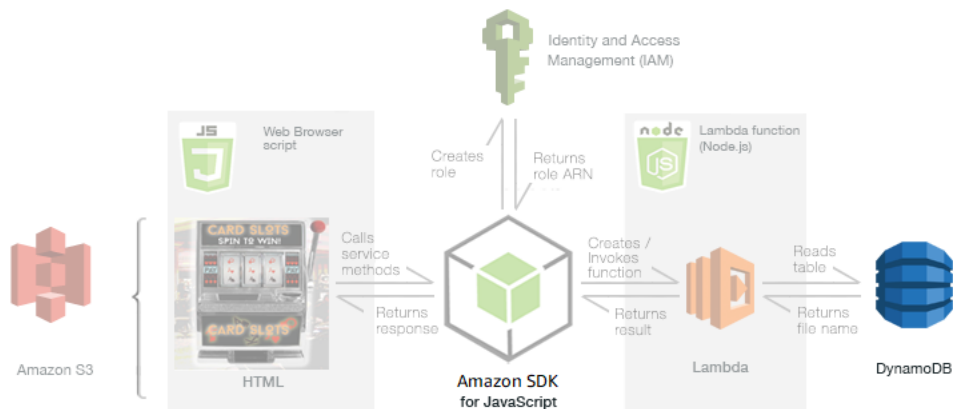 Identity and Access
Management (IAM)
JS
Web Browser
script
node
JS
Lambda function
(Node.js)
Creates
role
Returns
role ARN
CARD SLOTS
SPIN TO WIN!
Calls
service
methods
Creates /
Invokes
function
Reads
table
Returns
response
Returns
result
Returns
file name
CARD SLOTS
Amazon S3
HTML
Amazon SDK
for JavaScript
Lambda
DynamoDB